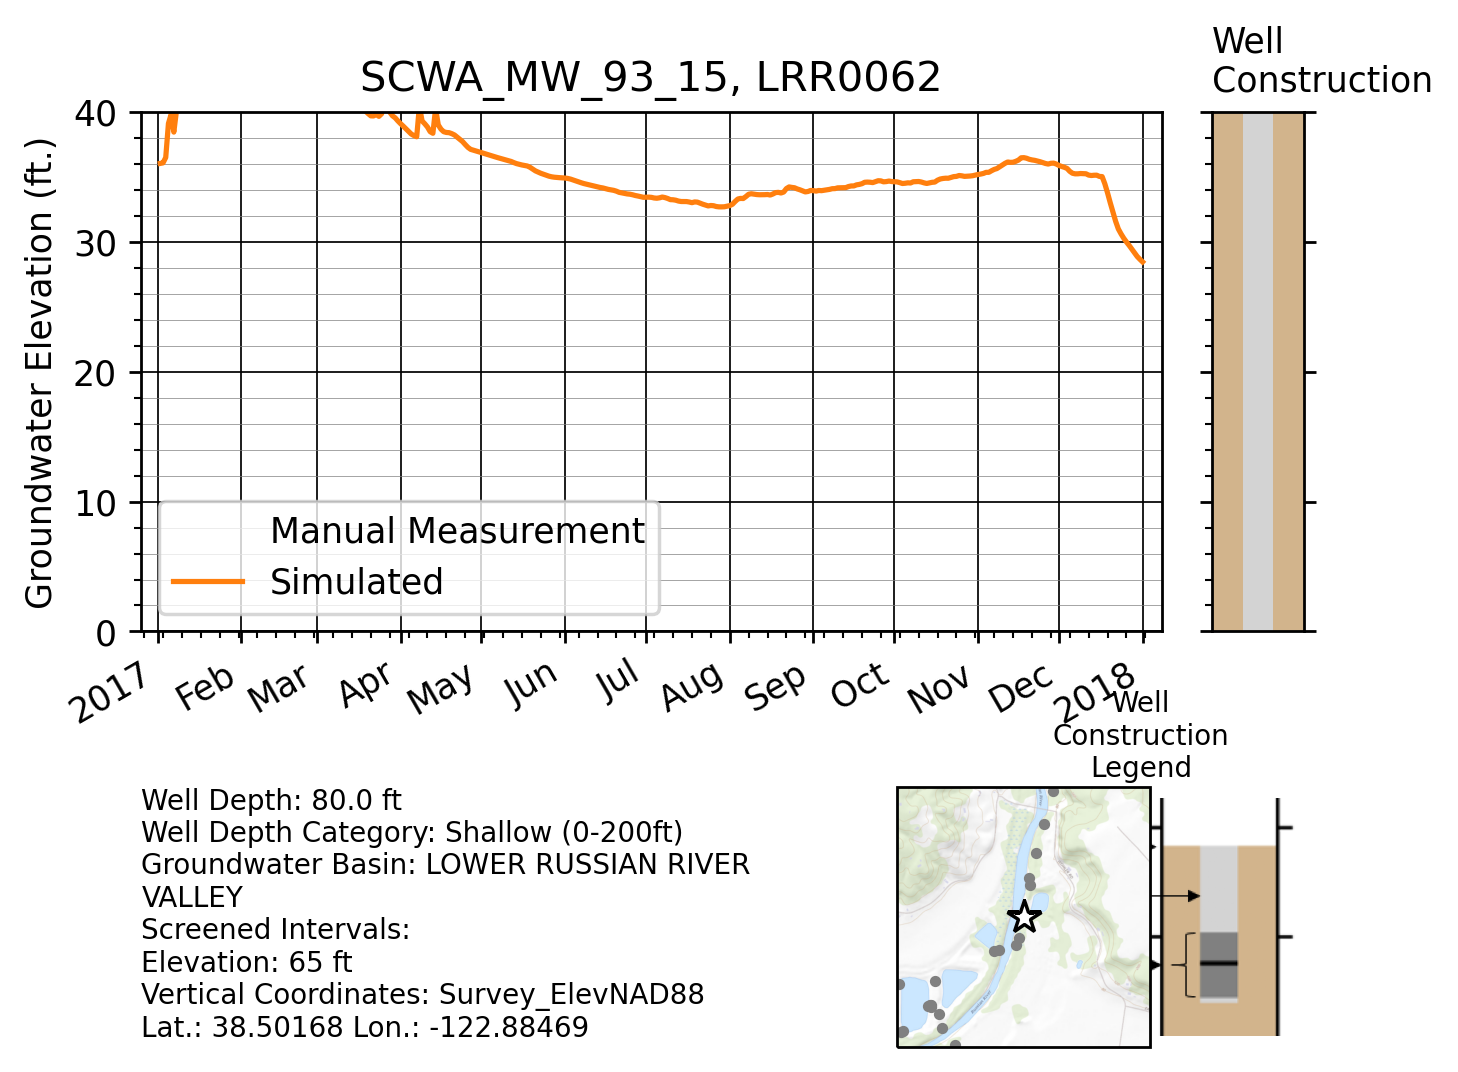 Well
Construction
SCWA_MW_93_15, LRR0062
Groundwater Elevation (ft.)
40
30
20
10
0
Manual Measurement
Simulated
2017
Feb
Mar
Apr
May
Jun
Jul
Aug
Sep
Oct
Nov
Dec
2018
Well
Construction
Legend
Well Depth: 80.0 ft
Well Depth Category: Shallow (0-200ft)
Groundwater Basin: LOWER RUSSIAN RIVER
VALLEY
Screened Intervals:
Elevation: 65 ft
Vertical Coordinates: Survey_ElevNAD88
Lat.: 38.50168 Lon.: -122.88469